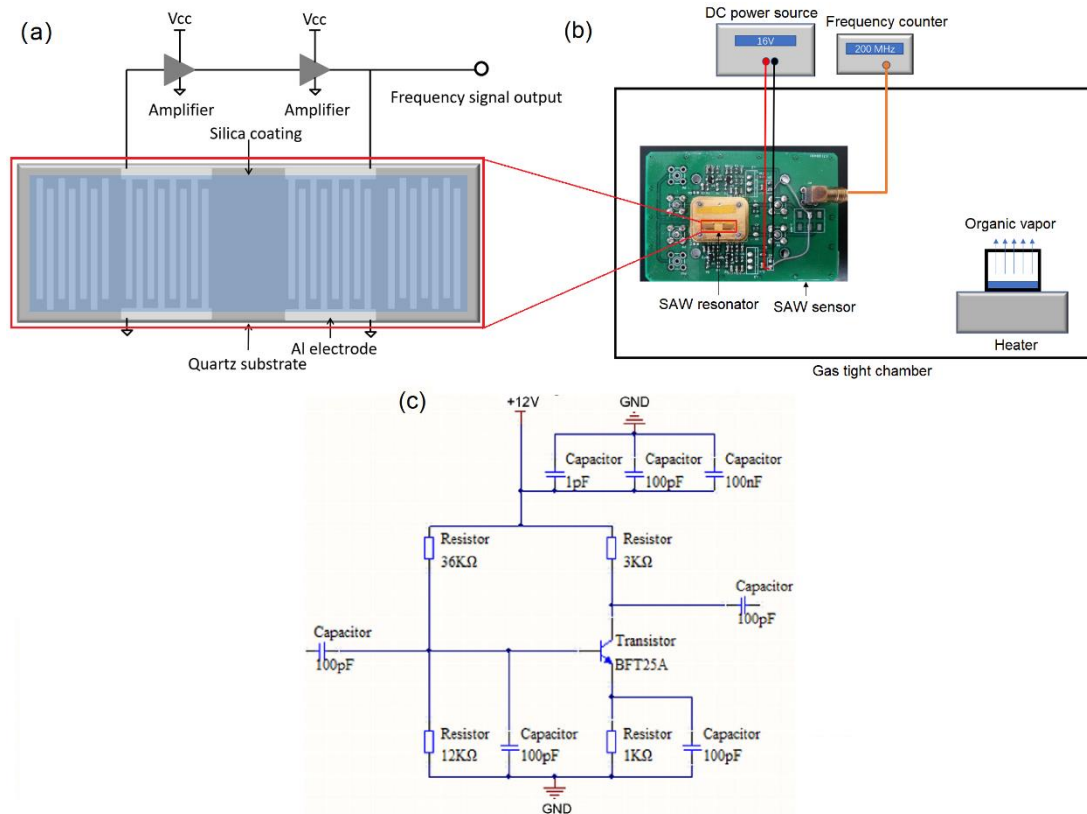 (a)
Vcc
Vcc
Amplifier
Amplifier
Frequency signal output
Silica coating
Al electrode
Quartz substrate
(b)
DC power source
16V
Frequency counter
200 MHz
Organic vapor
SAW resonator
SAW sensor
Heater
Gas tight chamber
(c)
+12V
GND
Capacitor
1pF
Capacitor
100pF
Capacitor
100nF
Resistor
36KΩ
Resistor
3KΩ
Capacitor
100pF
Capacitor
100pF
Transistor
BFT25A
Resistor
12KΩ
Capacitor
100pF
Resistor
1KΩ
Capacitor
100pF
GND